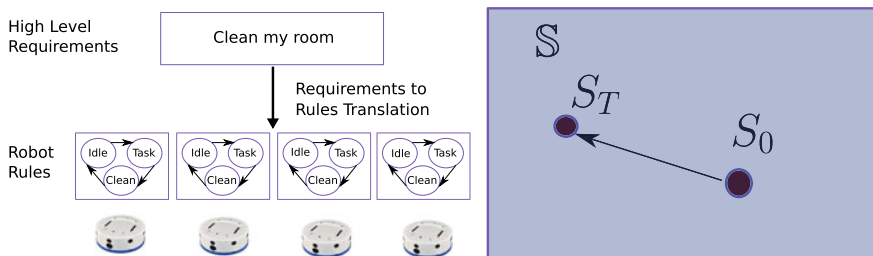 High Level
Requirements
Clean my room
Requirements to
Rules Translation
Robot
Rules
Idle
Task
Clean
Idle
Task
Clean
Idle
Task
Clean
Idle
Task
Clean
𝕊
S_T
S_0